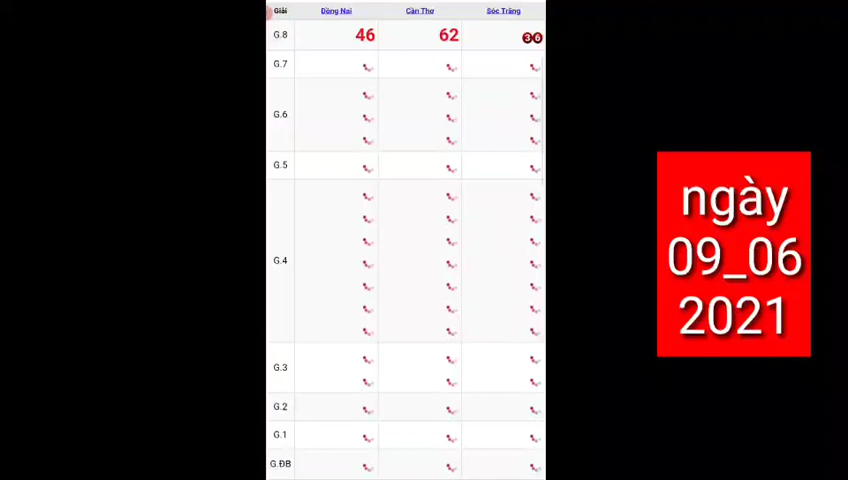 Giải Đồng Nai Cần Thơ Sóc Trăng
G.8 46 62 36
G.7
G.6
G.5
G.4
G.3
G.2
G.1
G.ĐB
ngày
09_06
2021